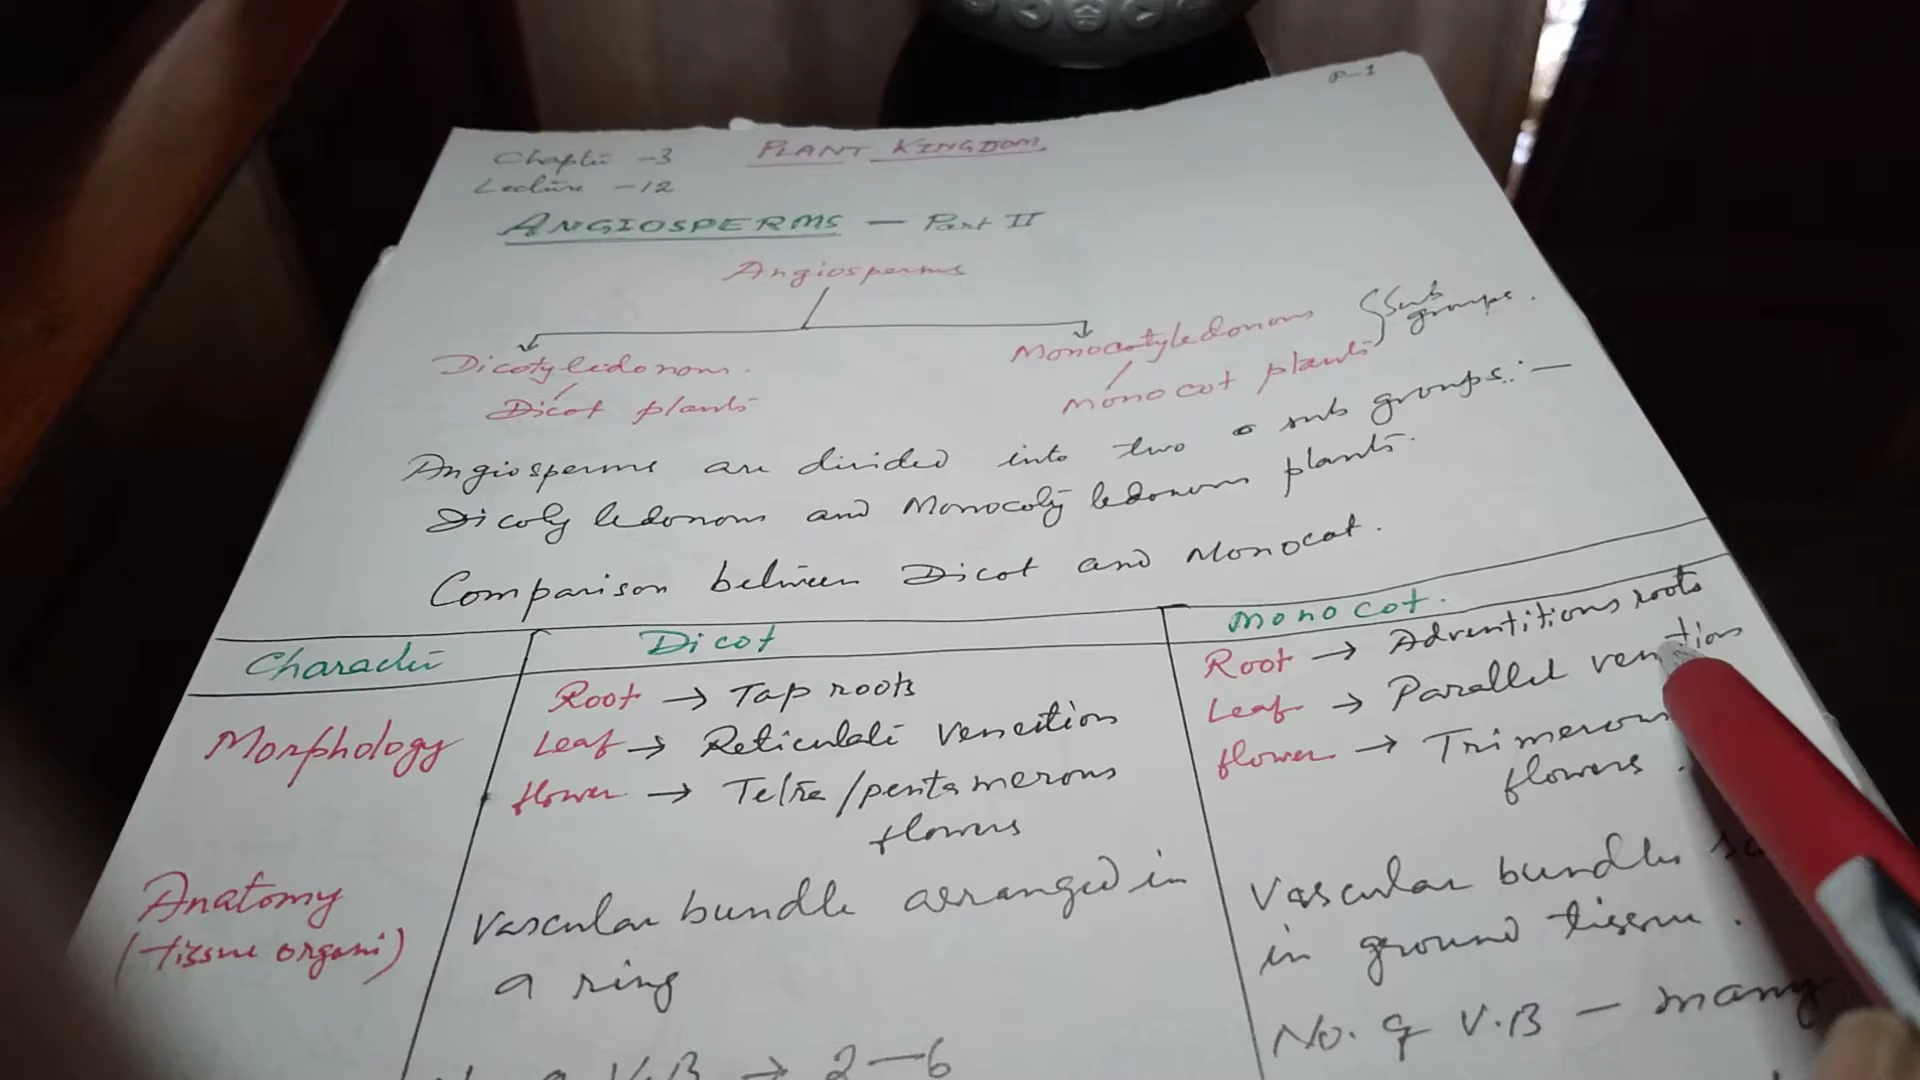 P-1
Chapter -3 PLANT KINGDOM
Lecture -12
ANGIOSPERMS — Part II
Angiosperms
Dicotyledonous Monocotyledonous
Dicot plants Monocot plants
Sub
groups.
Angiosperms are divided into two sub groups:—
Dicotyledonous and Monocotyledonous plants.
Comparison between Dicot and Monocot.
Character Dicot Monocot.
Morphology
Root → Tap roots
Leaf → Reticulate venation
flower → Tetra/pentamerous
flowers
Root → Adventitious roots
Leaf → Parallel venation
flower → Trimerous
flowers.
Anatomy
(tissue organi)
Vascular bundle arranged in
a ring
V.B → 2-6
Vascular bundles
in ground tissue.
No. of V.B — many